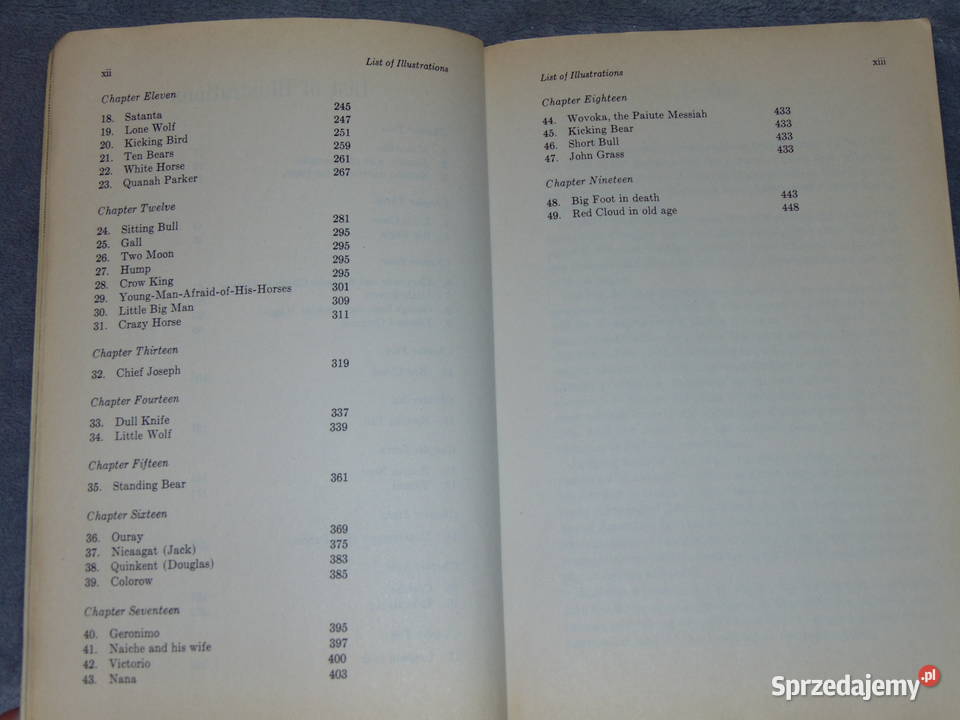 xii
List of Illustrations
Chapter Eleven
18. Satanta 245
19. Lone Wolf 247
20. Kicking Bird 251
21. Ten Bears 259
22. White Horse 261
23. Quanah Parker 267
Chapter Twelve
24. Sitting Bull 281
25. Gall 295
26. Two Moon 295
27. Hump 295
28. Crow King 295
29. Young-Man-Afraid-of-His-Horses 301
30. Little Big Man 309
31. Crazy Horse 311
Chapter Thirteen
32. Chief Joseph 319
Chapter Fourteen
33. Dull Knife 337
34. Little Wolf 339
Chapter Fifteen
35. Standing Bear 361
Chapter Sixteen
36. Ouray 369
37. Nicaagat (Jack) 375
38. Quinkent (Douglas) 383
39. Colorow 385
Chapter Seventeen
40. Geronimo 395
41. Naiche and his wife 397
42. Victorio 400
43. Nana 403
List of Illustrations
xiii
Chapter Eighteen
44. Wovoka, the Paiute Messiah 433
45. Kicking Bear 433
46. Short Bull 433
47. John Grass 433
Chapter Nineteen
48. Big Foot in death 443
49. Red Cloud in old age 448
Sprzedajemy.pl